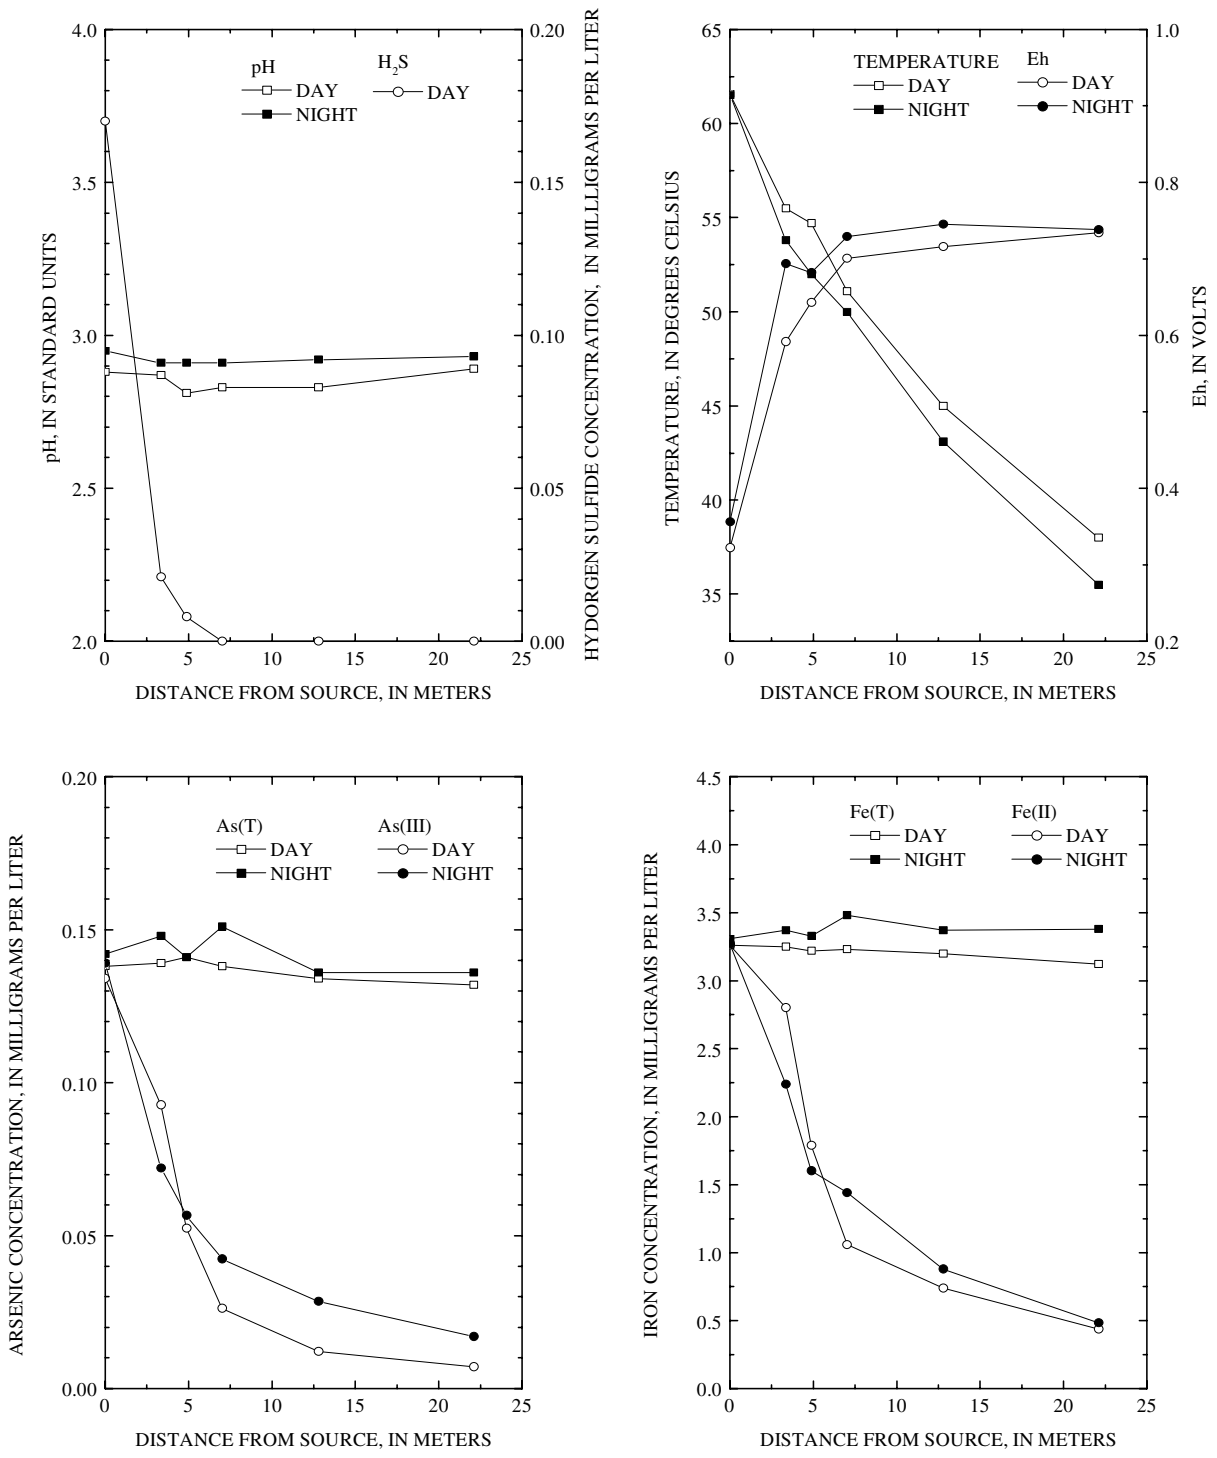 4.0
3.5
3.0
2.5
2.0
pH, IN STANDARD UNITS
pH
DAY
NIGHT
H2S
DAY
0.20
0.15
0.10
0.05
0.00
HYDORGEN SULFIDE CONCENTRATION, IN MILLLIGRAMS PER LITER
0 5 10 15 20 25
DISTANCE FROM SOURCE, IN METERS
65
60
55
50
45
40
35
TEMPERATURE, IN DEGREES CELSIUS
TEMPERATURE
DAY
NIGHT
Eh
DAY
NIGHT
1.0
0.8
0.6
0.4
0.2
Eh, IN VOLTS
0 5 10 15 20 25
DISTANCE FROM SOURCE, IN METERS
0.20
0.15
0.10
0.05
0.00
ARSENIC CONCENTRATION, IN MILLIGRAMS PER LITER
As(T)
DAY
NIGHT
As(III)
DAY
NIGHT
0 5 10 15 20 25
DISTANCE FROM SOURCE, IN METERS
4.5
4.0
3.5
3.0
2.5
2.0
1.5
1.0
0.5
0.0
IRON CONCENTRATION, IN MILLIGRAMS PER LITER
Fe(T)
DAY
NIGHT
Fe(II)
DAY
NIGHT
0 5 10 15 20 25
DISTANCE FROM SOURCE, IN METERS